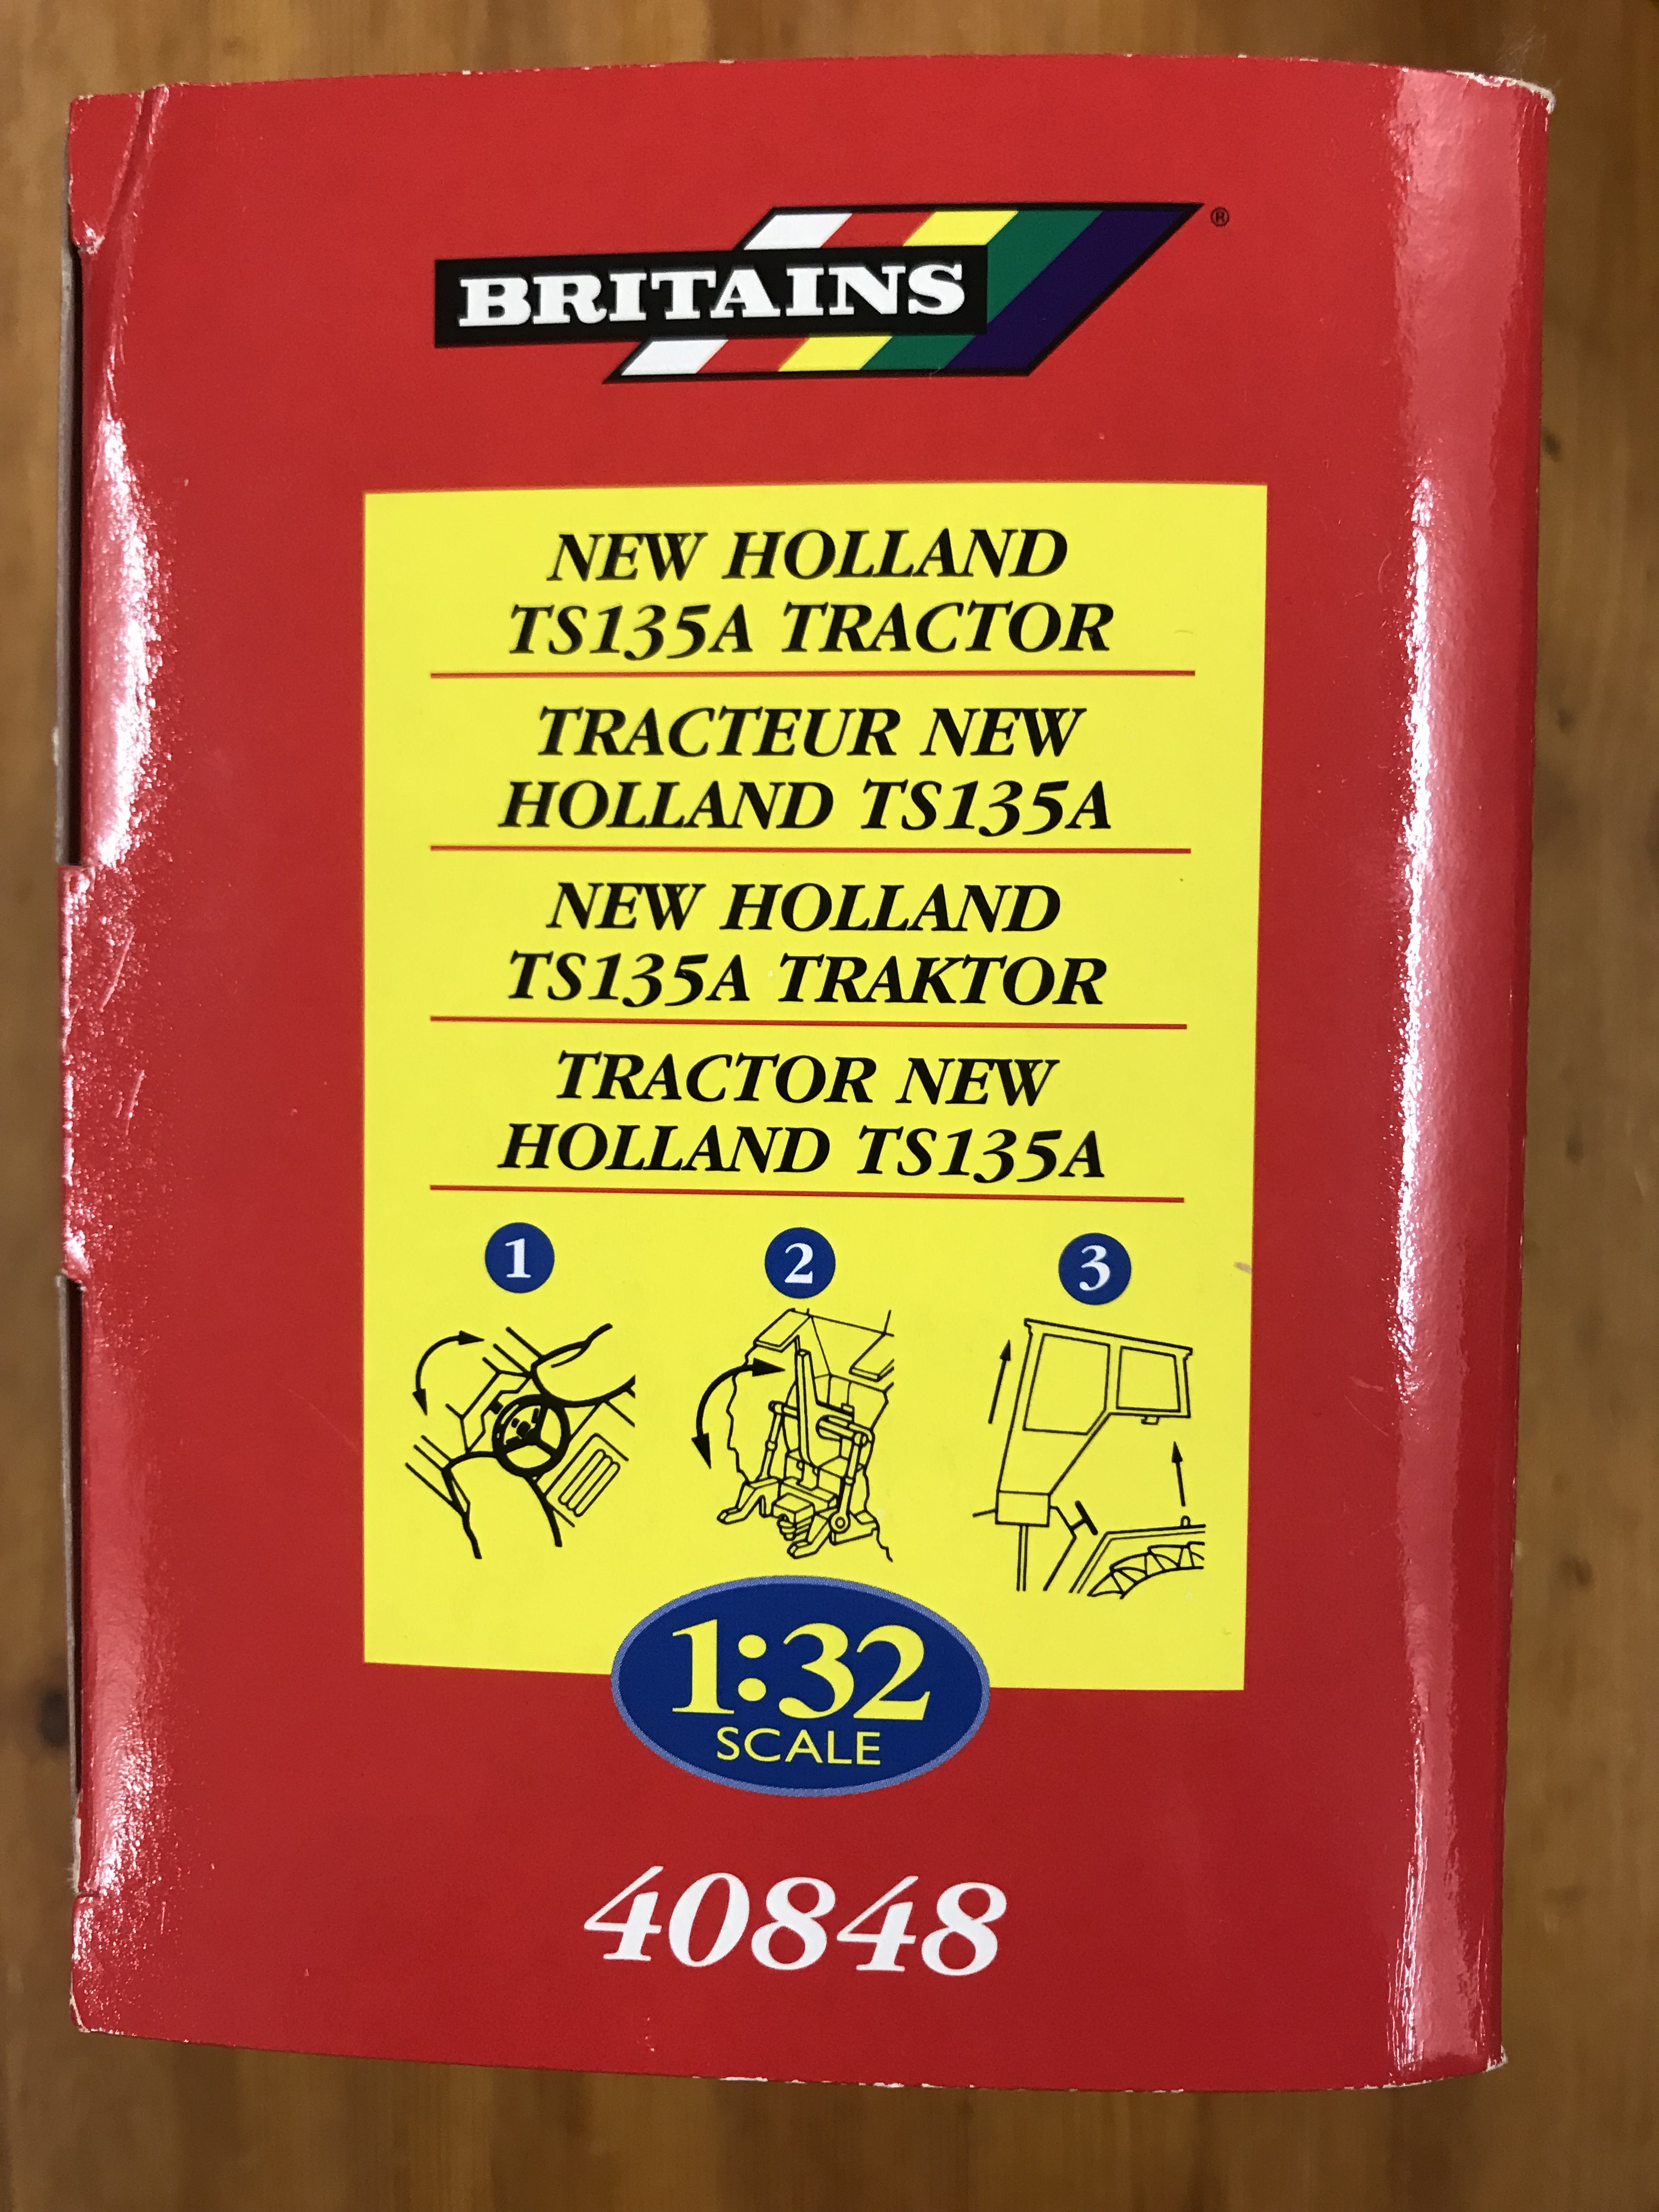 BRITAINS ®
NEW HOLLAND
TS135A TRACTOR
TRACTEUR NEW
HOLLAND TS135A
NEW HOLLAND
TS135A TRAKTOR
TRACTOR NEW
HOLLAND TS135A
1 2 3
1:32
SCALE
40848